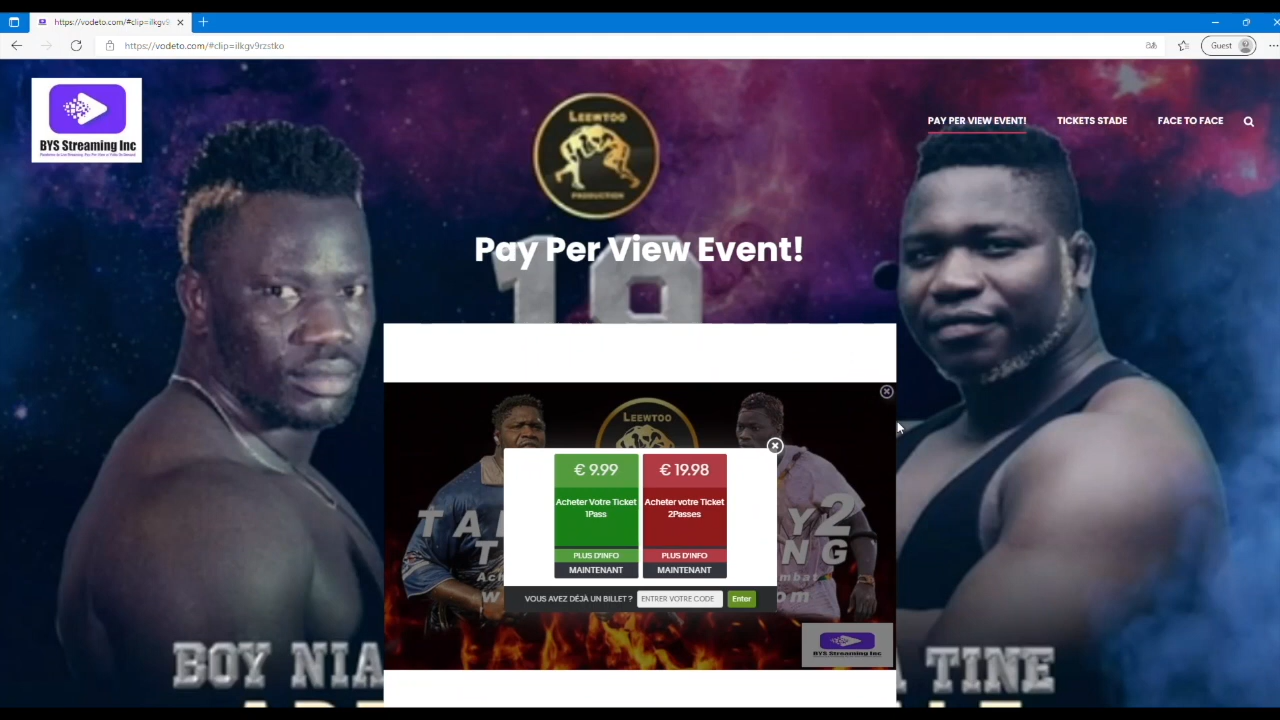 https://vodeto.com/#clip=ilkgv9
https://vodeto.com/#clip=ilkgv9rzstko
Guest
BYS Streaming Inc
PAY PER VIEW EVENT!
TICKETS STADE
FACE TO FACE
LEEWTOO
PRODUCTION
Pay Per View Event!
18
LEEWTOO
€ 9.99
€ 19.98
Acheter Votre Ticket
1Pass
Acheter votre Ticket
2Passes
PLUS D'INFO
PLUS D'INFO
MAINTENANT
MAINTENANT
VOUS AVEZ DÉJÀ UN BILLET ?
ENTRER VOTRE CODE
Enter
BYS Streaming Inc
BOY NIA
TINE